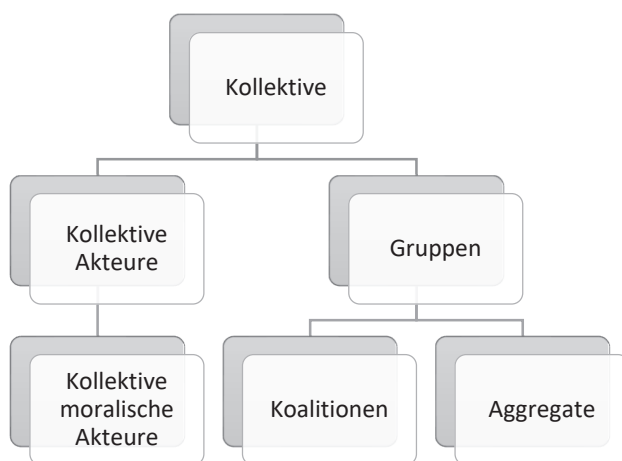 Kollektive
Kollektive
Akteure
Gruppen
Kollektive
moralische
Akteure
Koalitionen
Aggregate